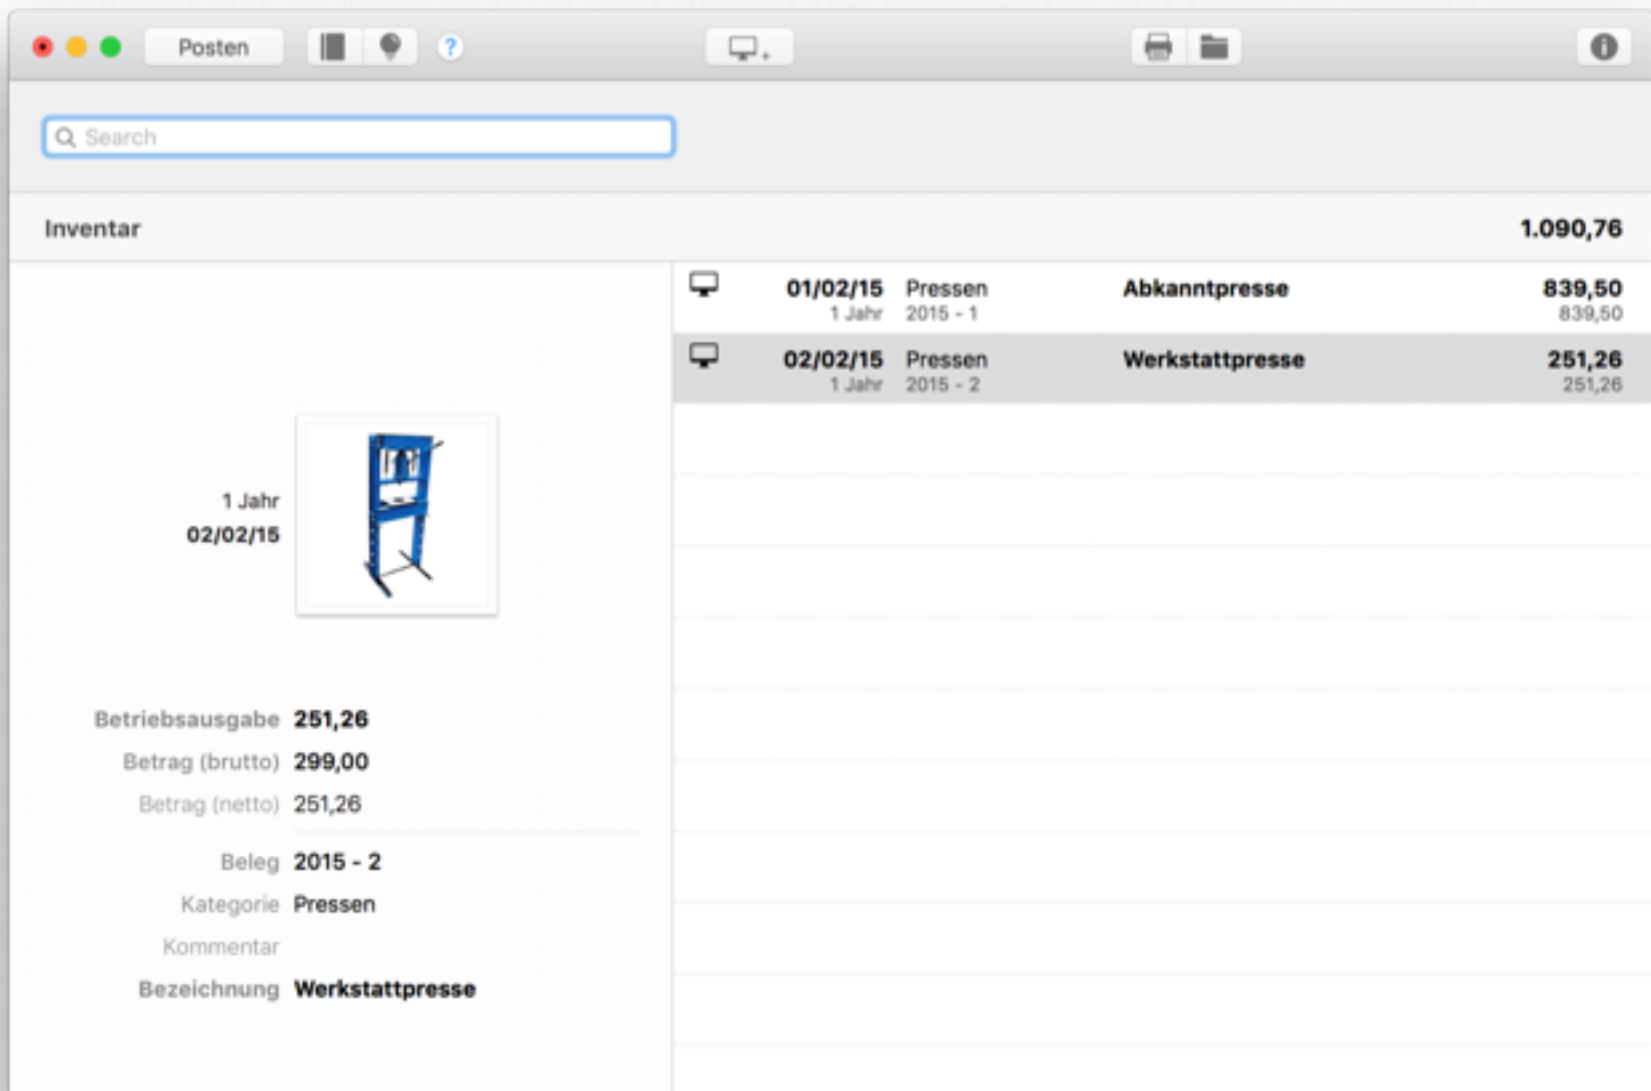 Posten
?
Search
Inventar 1.090,76
01/02/15 Pressen Abkanntpresse 839,50
1 Jahr 2015 - 1 839,50
02/02/15 Pressen Werkstattpresse 251,26
1 Jahr 2015 - 2 251,26
1 Jahr
02/02/15
Betriebsausgabe 251,26
Betrag (brutto) 299,00
Betrag (netto) 251,26
Beleg 2015 - 2
Kategorie Pressen
Kommentar
Bezeichnung Werkstattpresse